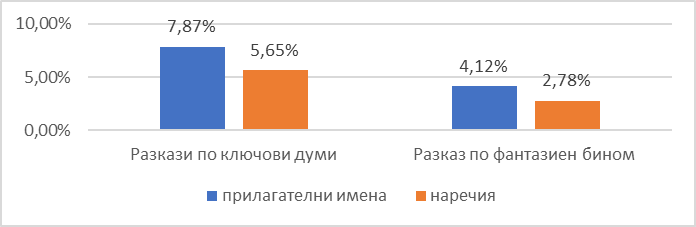 10,00%
7,87%
5,65%
5,00%
4,12%
2,78%
0,00%
Разкази по ключови думи
Разказ по фантазиен бином
прилагателни имена
наречия